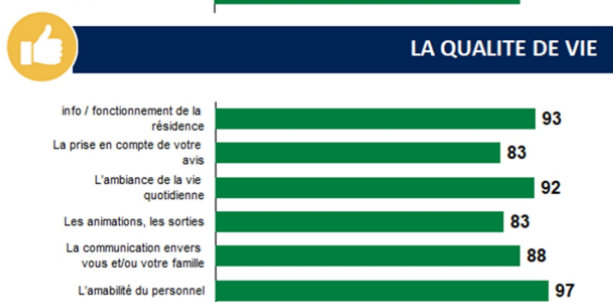 LA QUALITE DE VIE
info / fonctionnement de la
résidence
93
La prise en compte de votre
avis
83
L'ambiance de la vie
quotidienne
92
Les animations, les sorties
83
La communication envers
vous et/ou votre famille
88
L'amabilité du personnel
97